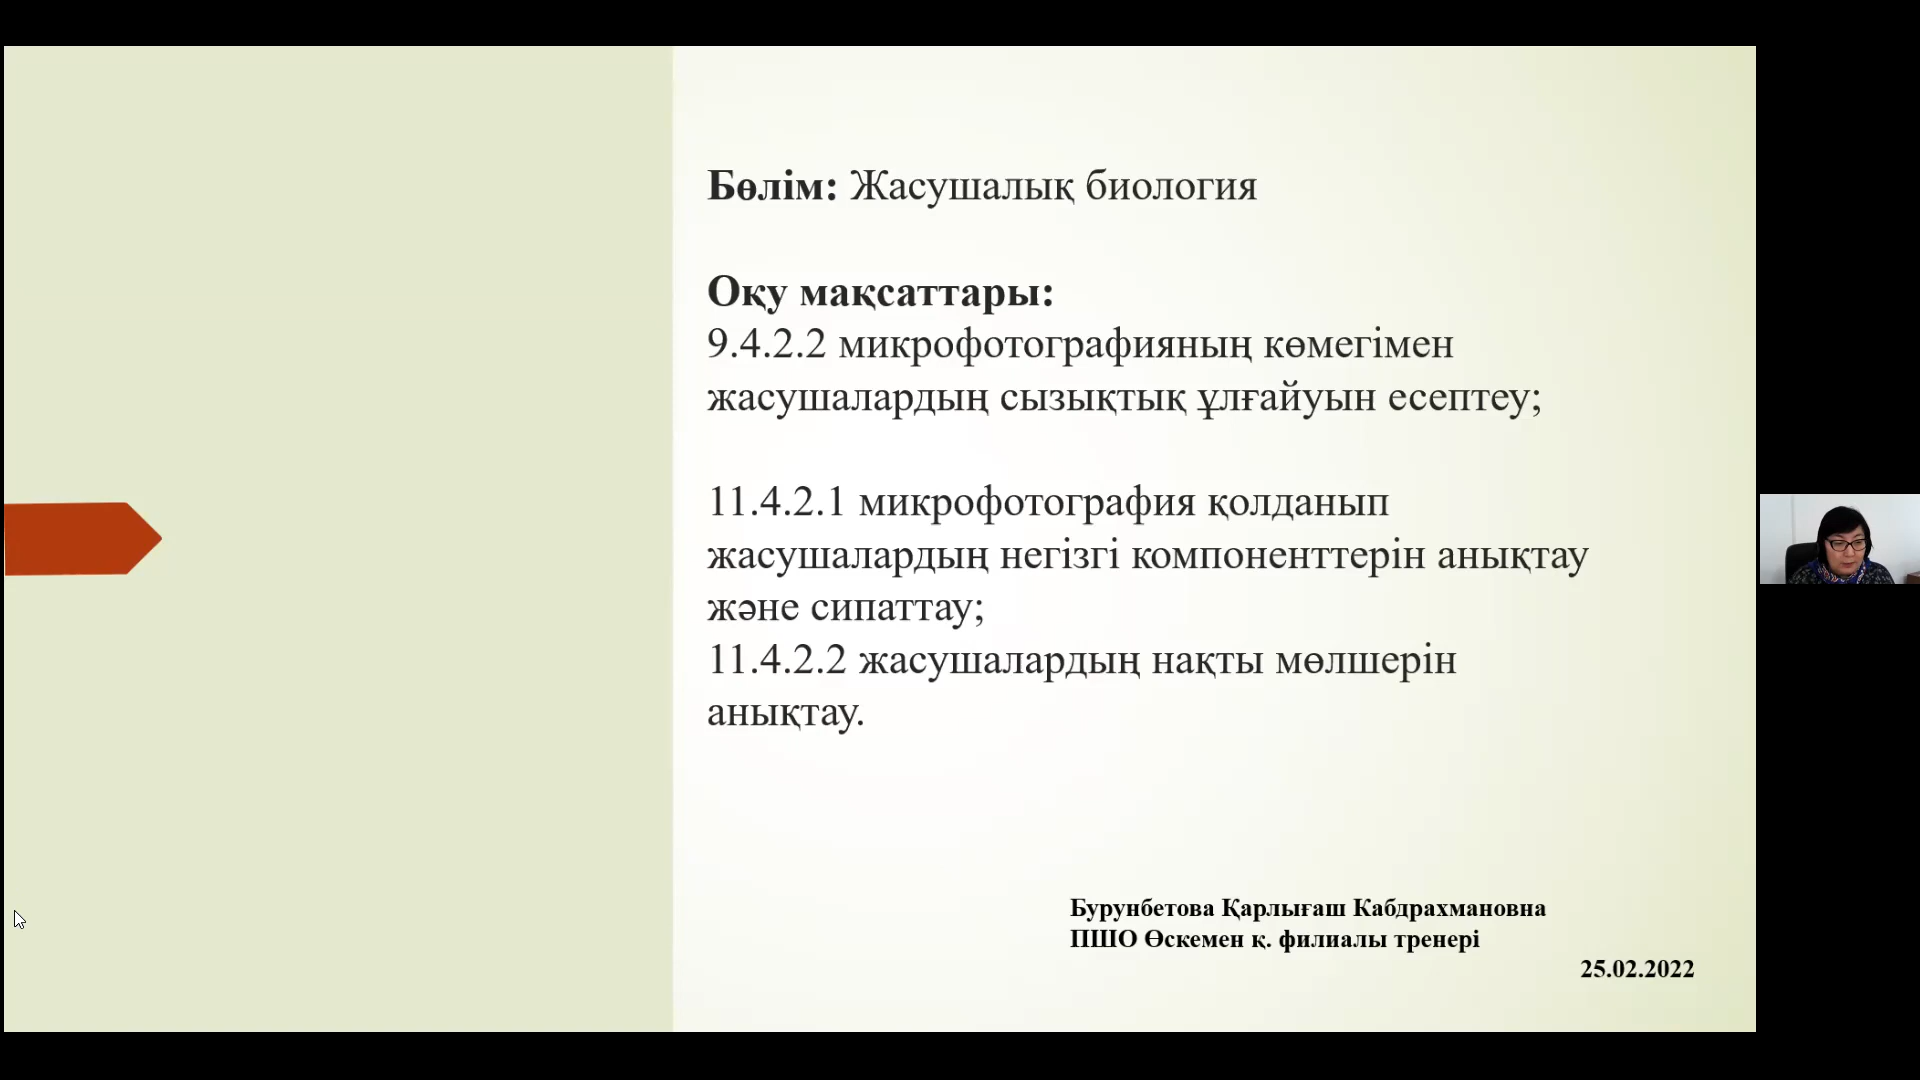 Бөлім: Жасушалық биология
Оқу мақсаттары:
9.4.2.2 микрофотографияның көмегімен
жасушалардың сызықтық ұлғайуын есептеу;
11.4.2.1 микрофотография қолданып
жасушалардың негізгі компоненттерін анықтау
және сипаттау;
11.4.2.2 жасушалардың нақты мөлшерін
анықтау.
Бурунбетова Қарлығаш Кабдрахмановна
ПШО Өскемен қ. филиалы тренері
25.02.2022